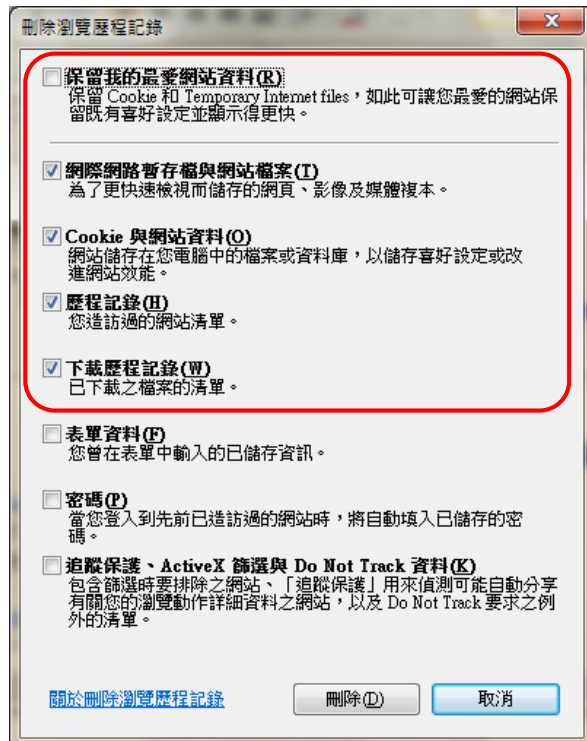 刪除瀏覽歷程記錄
保留我的最愛網站資料(R)
保留 Cookie 和 Temporary Internet files，如此可讓您最愛的網站保
留既有喜好設定並顯示得更快。
網際網路暫存檔與網站檔案(T)
為了更快速檢視而儲存的網頁、影像及媒體複本。
Cookie 與網站資料(O)
網站儲存在您電腦中的檔案或資料庫，以儲存喜好設定或改
進網站效能。
歷程記錄(H)
您造訪過的網站清單。
下載歷程記錄(W)
已下載之檔案的清單。
表單資料(F)
您曾在表單中輸入的已儲存資訊。
密碼(P)
當您登入到先前已造訪過的網站時，將自動填入已儲存的密
碼。
追蹤保護、ActiveX 篩選與 Do Not Track 資料(K)
包含篩選時要排除之網站、「追蹤保護」用來偵測可能自動分享
有關您的瀏覽動作詳細資料之網站，以及 Do Not Track 要求之例
外的清單。
關於刪除瀏覽歷程記錄
刪除(D)
取消